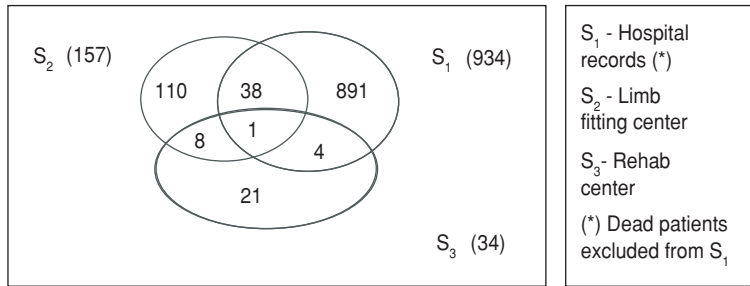 S₂ (157)
S₁ (934)
110
38
891
8
1
4
21
S₃ (34)
S₁ - Hospital
records (*)
S₂ - Limb
fitting center
S₃- Rehab
center
(*) Dead patients
excluded from S₁